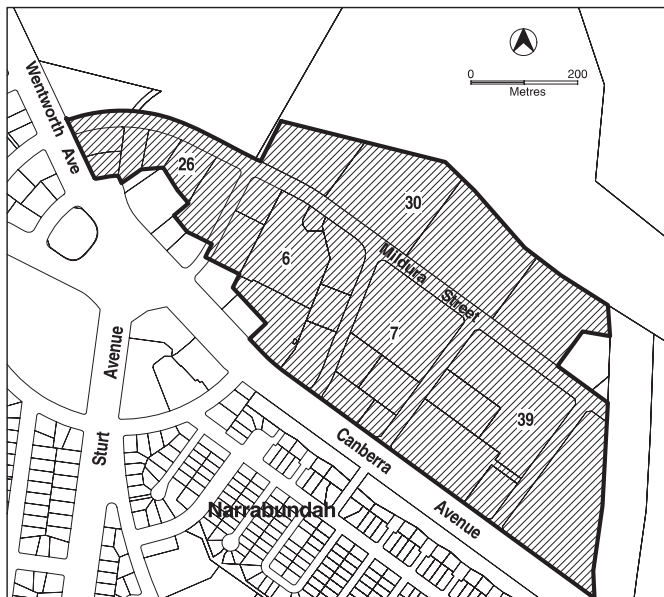 Wentworth Ave
0 200
Metres
26
30
6
Mildura Street
7
39
Sturt Avenue
Canberra Avenue
Narrabundah